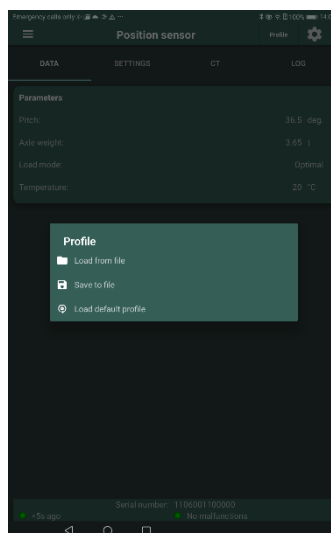 Emergency calls only
100%
Position sensor
Profile
DATA SETTINGS CT LOG
Parameters
Pitch: 36.5 deg
Axle weight: 3.65 t
Load mode: Optimal
Temperature: 20 °C
Profile
Load from file
Save to file
Load default profile
Serial number: 1106001100000
<5s ago No malfunctions